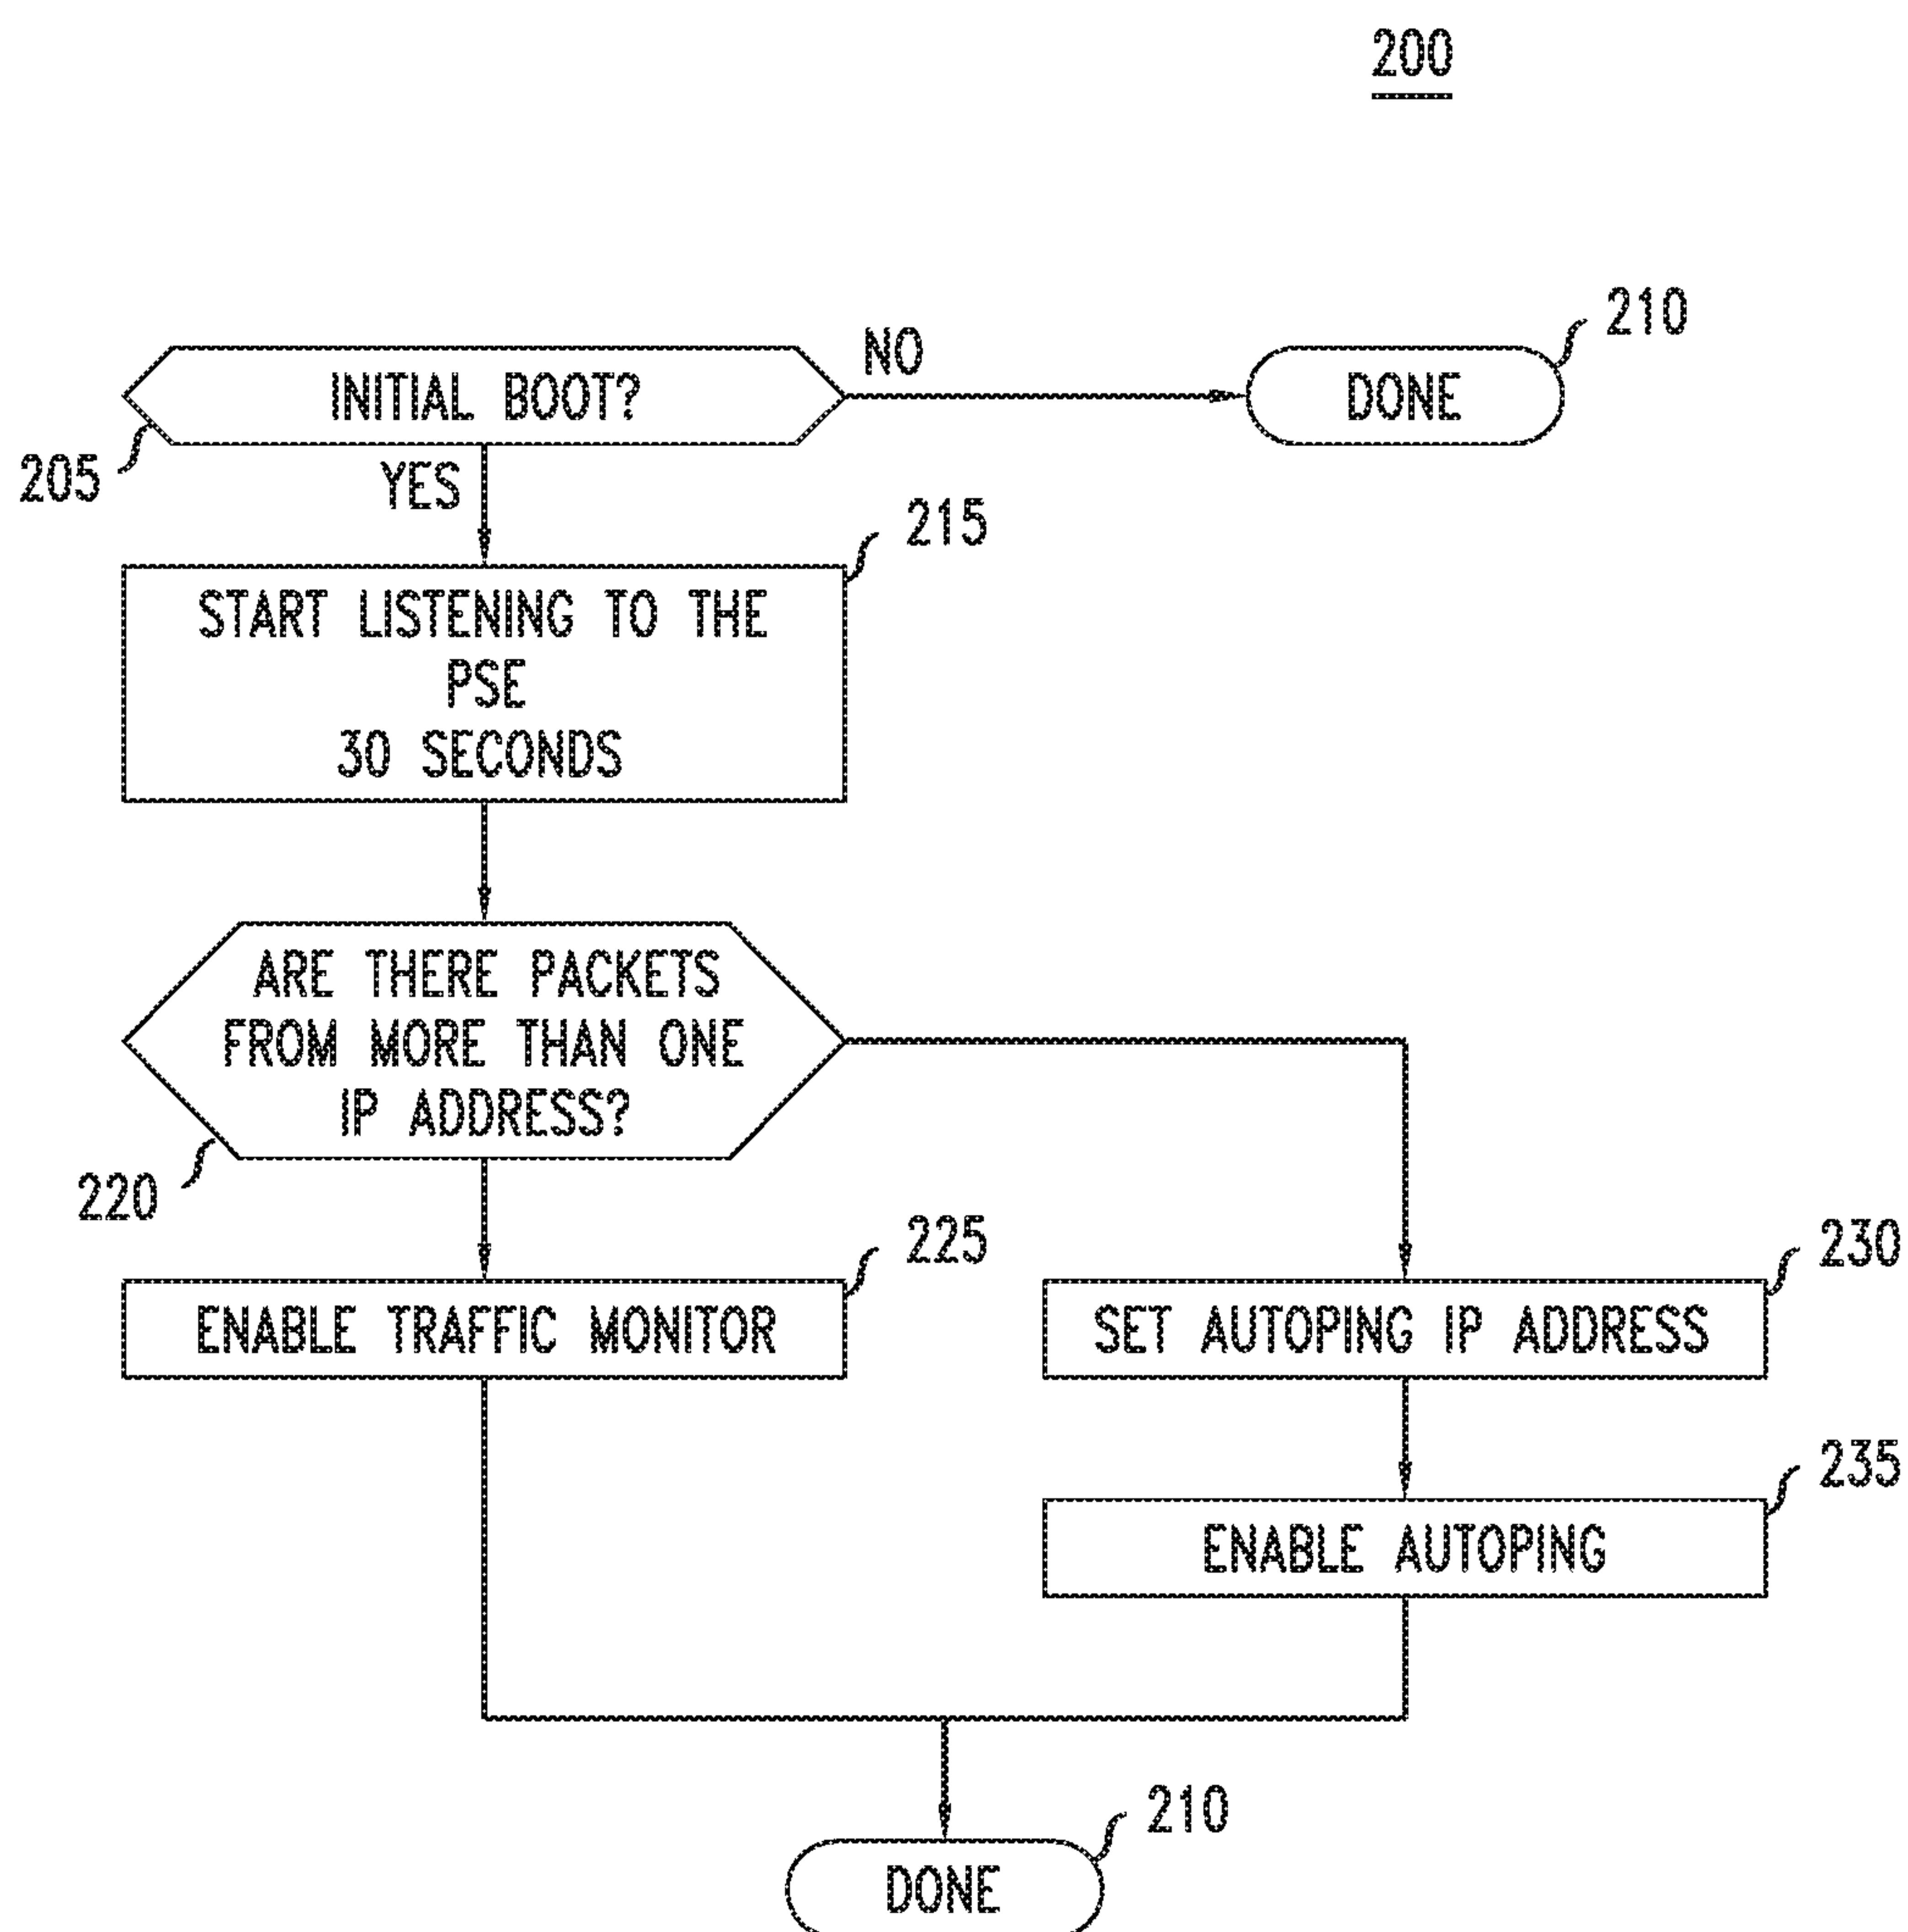 200
NO
210
INITIAL BOOT?
DONE
205
YES
215
START LISTENING TO THE
PSE
30 SECONDS
ARE THERE PACKETS
FROM MORE THAN ONE
IP ADDRESS?
220
225
230
ENABLE TRAFFIC MONITOR
SET AUTOPING IP ADDRESS
235
ENABLE AUTOPING
210
DONE